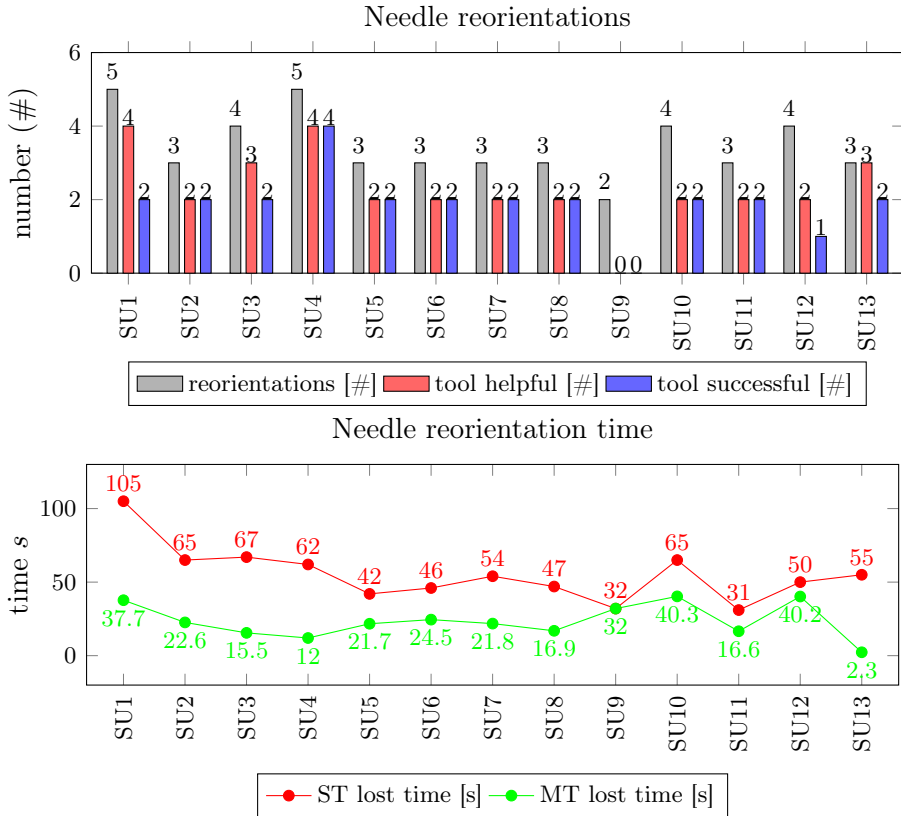 Needle reorientations
number (#)
6
4
2
0
5 4 2
3 2 2
4 3 2
5 4 4
3 2 2
3 2 2
3 2 2
3 2 2
2 0 0
4 2 2
3 2 2
4 2 1
3 3 2
SU1 SU2 SU3 SU4 SU5 SU6 SU7 SU8 SU9 SU10 SU11 SU12 SU13
reorientations [#] tool helpful [#] tool successful [#]
Needle reorientation time
time s
100
50
0
105 65 67 62 42 46 54 47 32 65 31 50 55
37.7 22.6 15.5 12 21.7 24.5 21.8 16.9 32 40.3 16.6 40.2 2.3
SU1 SU2 SU3 SU4 SU5 SU6 SU7 SU8 SU9 SU10 SU11 SU12 SU13
ST lost time [s] MT lost time [s]